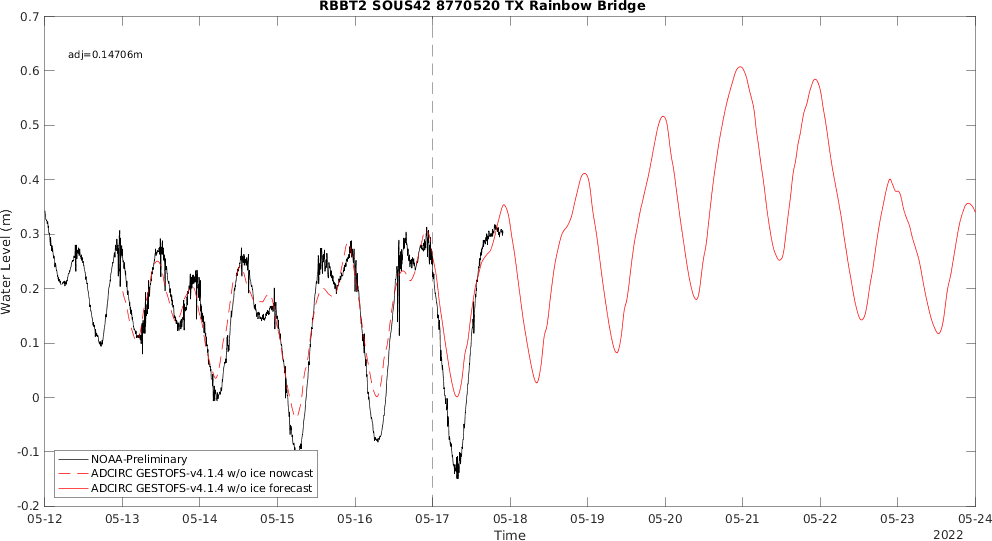 RBBT2 SOUS42 8770520 TX Rainbow Bridge
adj=0.14706m
Water Level (m)
0.7
0.6
0.5
0.4
0.3
0.2
0.1
0
-0.1
-0.2
NOAA-Preliminary
ADCIRC GESTOFS-v4.1.4 w/o ice nowcast
ADCIRC GESTOFS-v4.1.4 w/o ice forecast
05-12 05-13 05-14 05-15 05-16 05-17 05-18 05-19 05-20 05-21 05-22 05-23 05-24
Time
2022